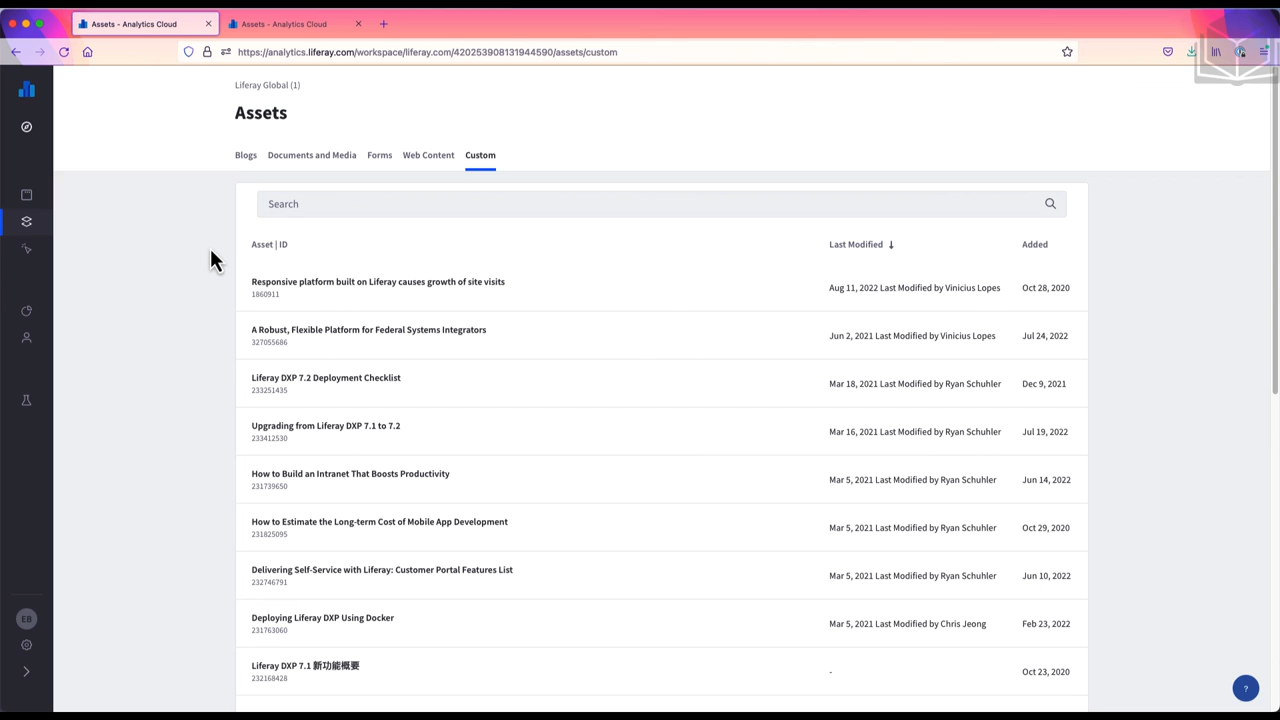 Assets - Analytics Cloud
Assets - Analytics Cloud
https://analytics.liferay.com/workspace/liferay.com/420253908131944590/assets/custom
Liferay Global (1)
Assets
Blogs Documents and Media Forms Web Content Custom
Search
Asset | ID Last Modified ↓ Added
Responsive platform built on Liferay causes growth of site visits
1860911
Aug 11, 2022 Last Modified by Vinicius Lopes Oct 28, 2020
A Robust, Flexible Platform for Federal Systems Integrators
327055686
Jun 2, 2021 Last Modified by Vinicius Lopes Jul 24, 2022
Liferay DXP 7.2 Deployment Checklist
233251435
Mar 18, 2021 Last Modified by Ryan Schuhler Dec 9, 2021
Upgrading from Liferay DXP 7.1 to 7.2
233412530
Mar 16, 2021 Last Modified by Ryan Schuhler Jul 19, 2022
How to Build an Intranet That Boosts Productivity
231739650
Mar 5, 2021 Last Modified by Ryan Schuhler Jun 14, 2022
How to Estimate the Long-term Cost of Mobile App Development
231825095
Mar 5, 2021 Last Modified by Ryan Schuhler Oct 29, 2020
Delivering Self-Service with Liferay: Customer Portal Features List
232746791
Mar 5, 2021 Last Modified by Ryan Schuhler Jun 10, 2022
Deploying Liferay DXP Using Docker
231763060
Mar 5, 2021 Last Modified by Chris Jeong Feb 23, 2022
Liferay DXP 7.1 新功能概要
232168428
- Oct 23, 2020
EB
?